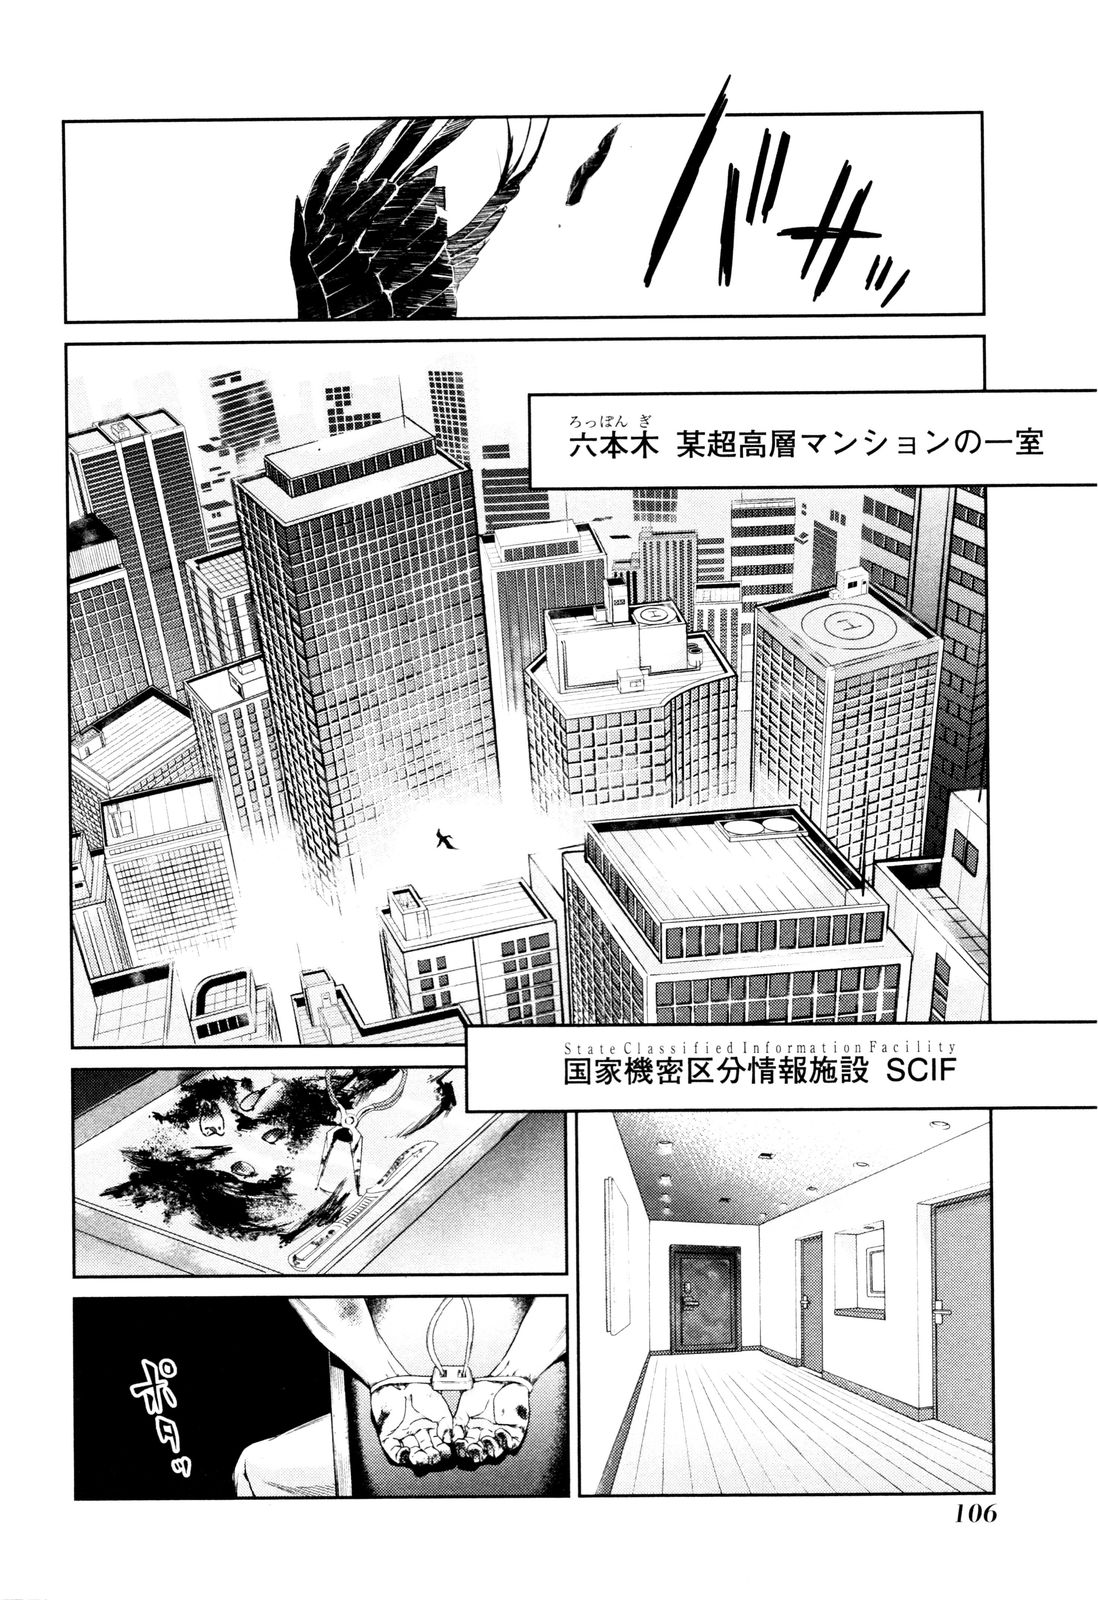 バサッ
ろっぽんぎ
六本木 某超高層マンションの一室
State Classified Information Facility
国家機密区分情報施設 SCIF
ポタッ
106